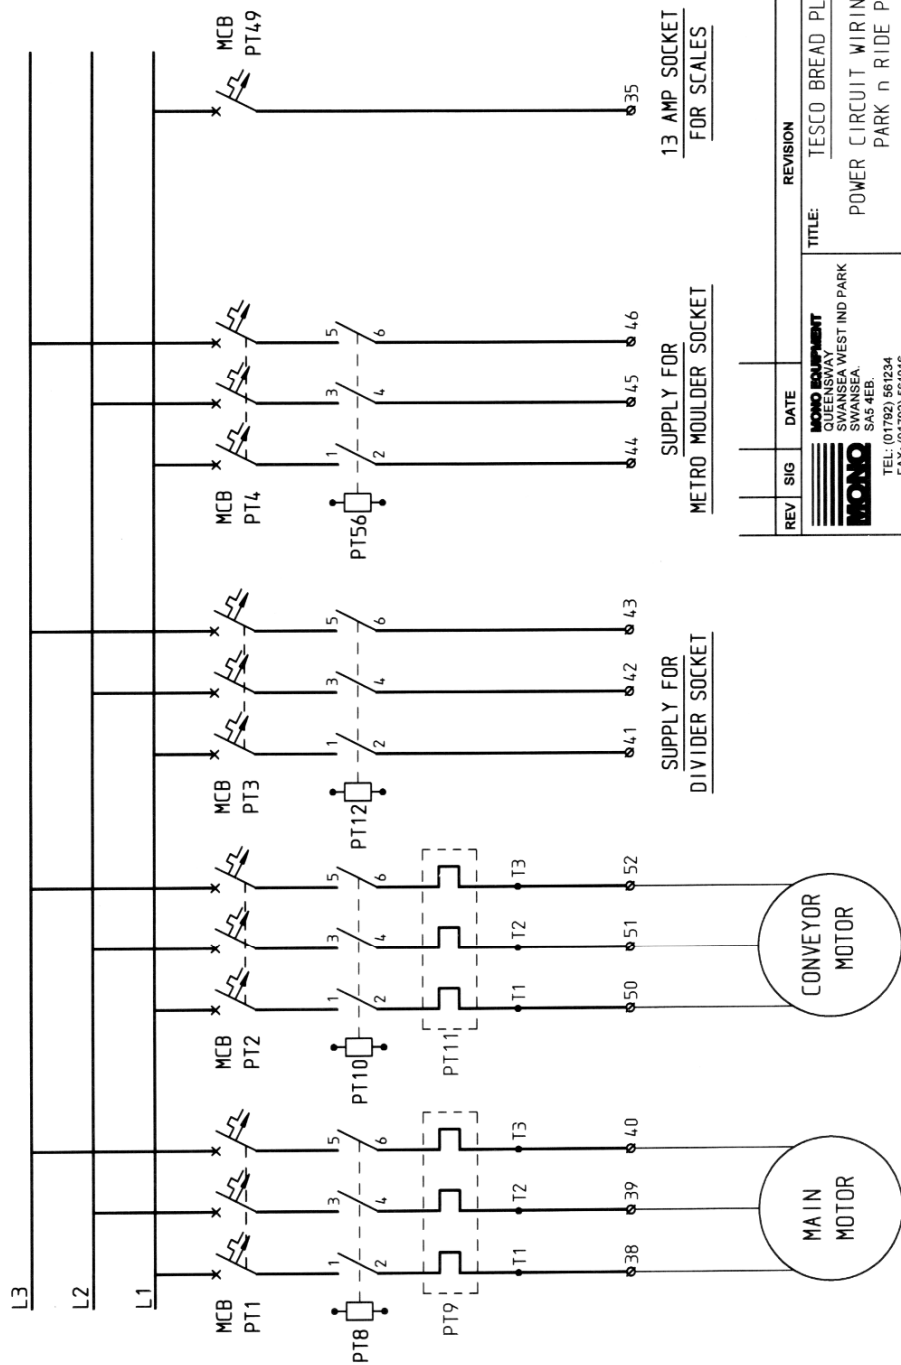 L3
L2
L1
MCB
PT1
1
3
5
2
4
6
PT8
PT9
T1
T2
T3
38
39
40
MAIN
MOTOR
MCB
PT2
1
3
5
2
4
6
PT10
PT11
T1
T2
T3
50
51
52
CONVEYOR
MOTOR
MCB
PT3
1
3
5
2
4
6
PT12
41
42
43
SUPPLY FOR
DIVIDER SOCKET
MCB
PT4
1
3
5
2
4
6
PT56
44
45
46
SUPPLY FOR
METRO MOULDER SOCKET
MCB
PT49
35
13 AMP SOCKET
FOR SCALES
REV SIG DATE REVISION
MONO
MONO EQUIPMENT
QUEENSWAY
SWANSEA WEST IND PARK
SWANSEA.
SA5 4EB.
TEL: (01792) 561234
TITLE:
TESCO BREAD
POWER CIRCUIT
PARK n RIDE